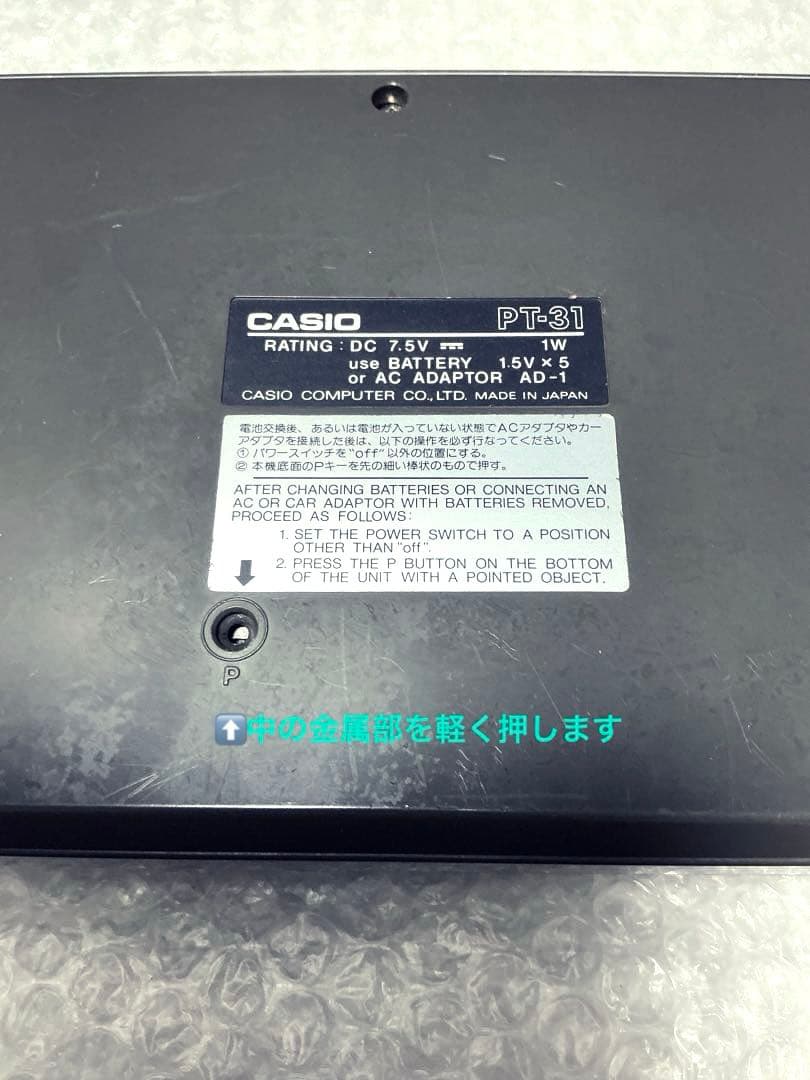 CASIO PT-31
RATING : DC 7.5V ⎓ 1W
use BATTERY 1.5V × 5
or AC ADAPTOR AD-1
CASIO COMPUTER CO., LTD. MADE IN JAPAN
電池交換後、あるいは電池が入っていない状態でACアダプタやカー
アダプタを接続した後は、以下の操作を必ず行なってください。
① パワースイッチを"off"以外の位置にする。
② 本機底面のPキーを先の細い棒状のもので押す。
AFTER CHANGING BATTERIES OR CONNECTING AN
AC OR CAR ADAPTOR WITH BATTERIES REMOVED,
PROCEED AS FOLLOWS:
1. SET THE POWER SWITCH TO A POSITION
OTHER THAN "off".
2. PRESS THE P BUTTON ON THE BOTTOM
OF THE UNIT WITH A POINTED OBJECT.
P
⬆️中の金属部を軽く押します